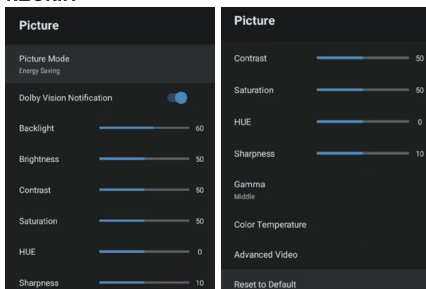 Picture
Picture Mode
Energy Saving
Dolby Vision Notification
Backlight 60
Brightness 50
Contrast 50
Saturation 50
HUE 0
Sharpness 10
Picture
Contrast 50
Saturation 50
HUE 0
Sharpness 10
Gamma
Middle
Color Temperature
Advanced Video
Reset to Default